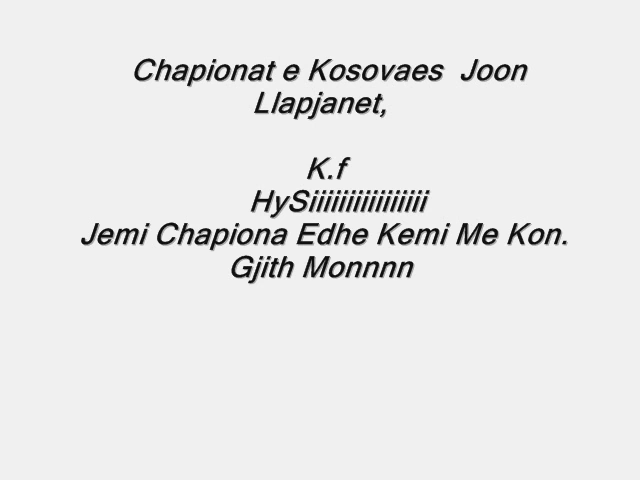 Chapionat e Kosovaes Joon
Llapjanet,
K.f
HySiiiiiiiiiiiiiiii
Jemi Chapiona Edhe Kemi Me Kon.
Gjith Monnnn